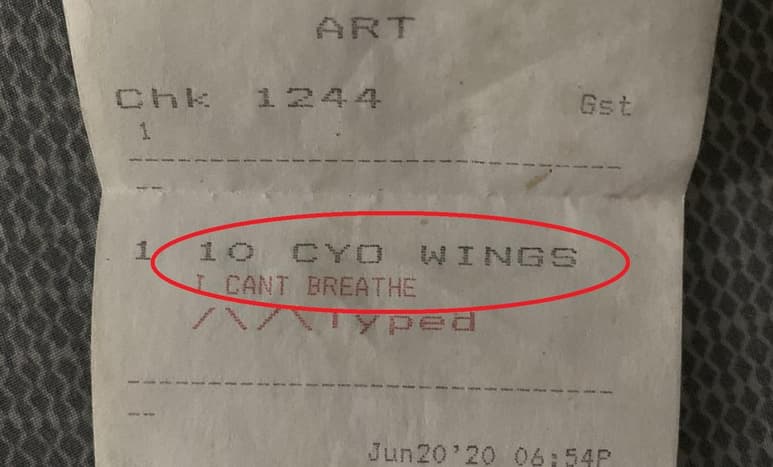 ART
Chk 1244 Gst
1
--
1 10 CYO WINGS
I CANT BREATHE
/\/\Typed
--
Jun20'20 06:54P